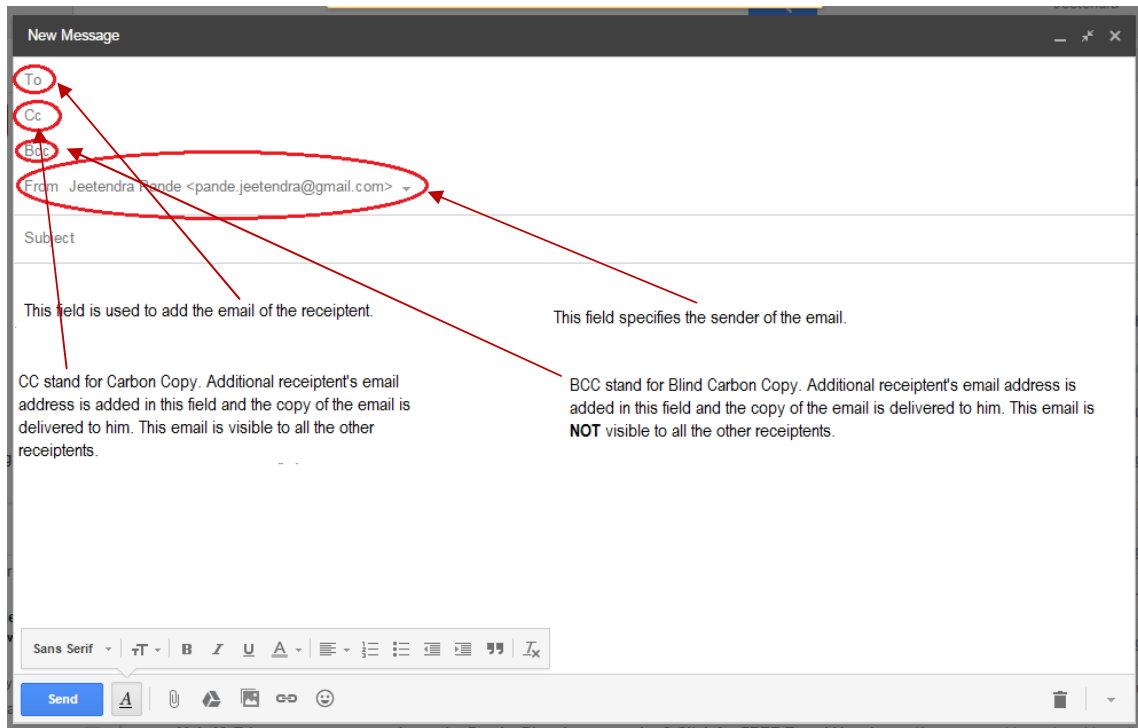 New Message
To
Cc
Bcc
From Jeetendra Pande <pande.jeetendra@gmail.com>
Subject
This field is used to add the email of the receiptent.
This field specifies the sender of the email.
CC stand for Carbon Copy. Additional receiptent's email
address is added in this field and the copy of the email is
delivered to him. This email is visible to all the other
receiptents.
BCC stand for Blind Carbon Copy. Additional receiptent's email address is
added in this field and the copy of the email is delivered to him. This email is
NOT visible to all the other receiptents.
Sans Serif
Send